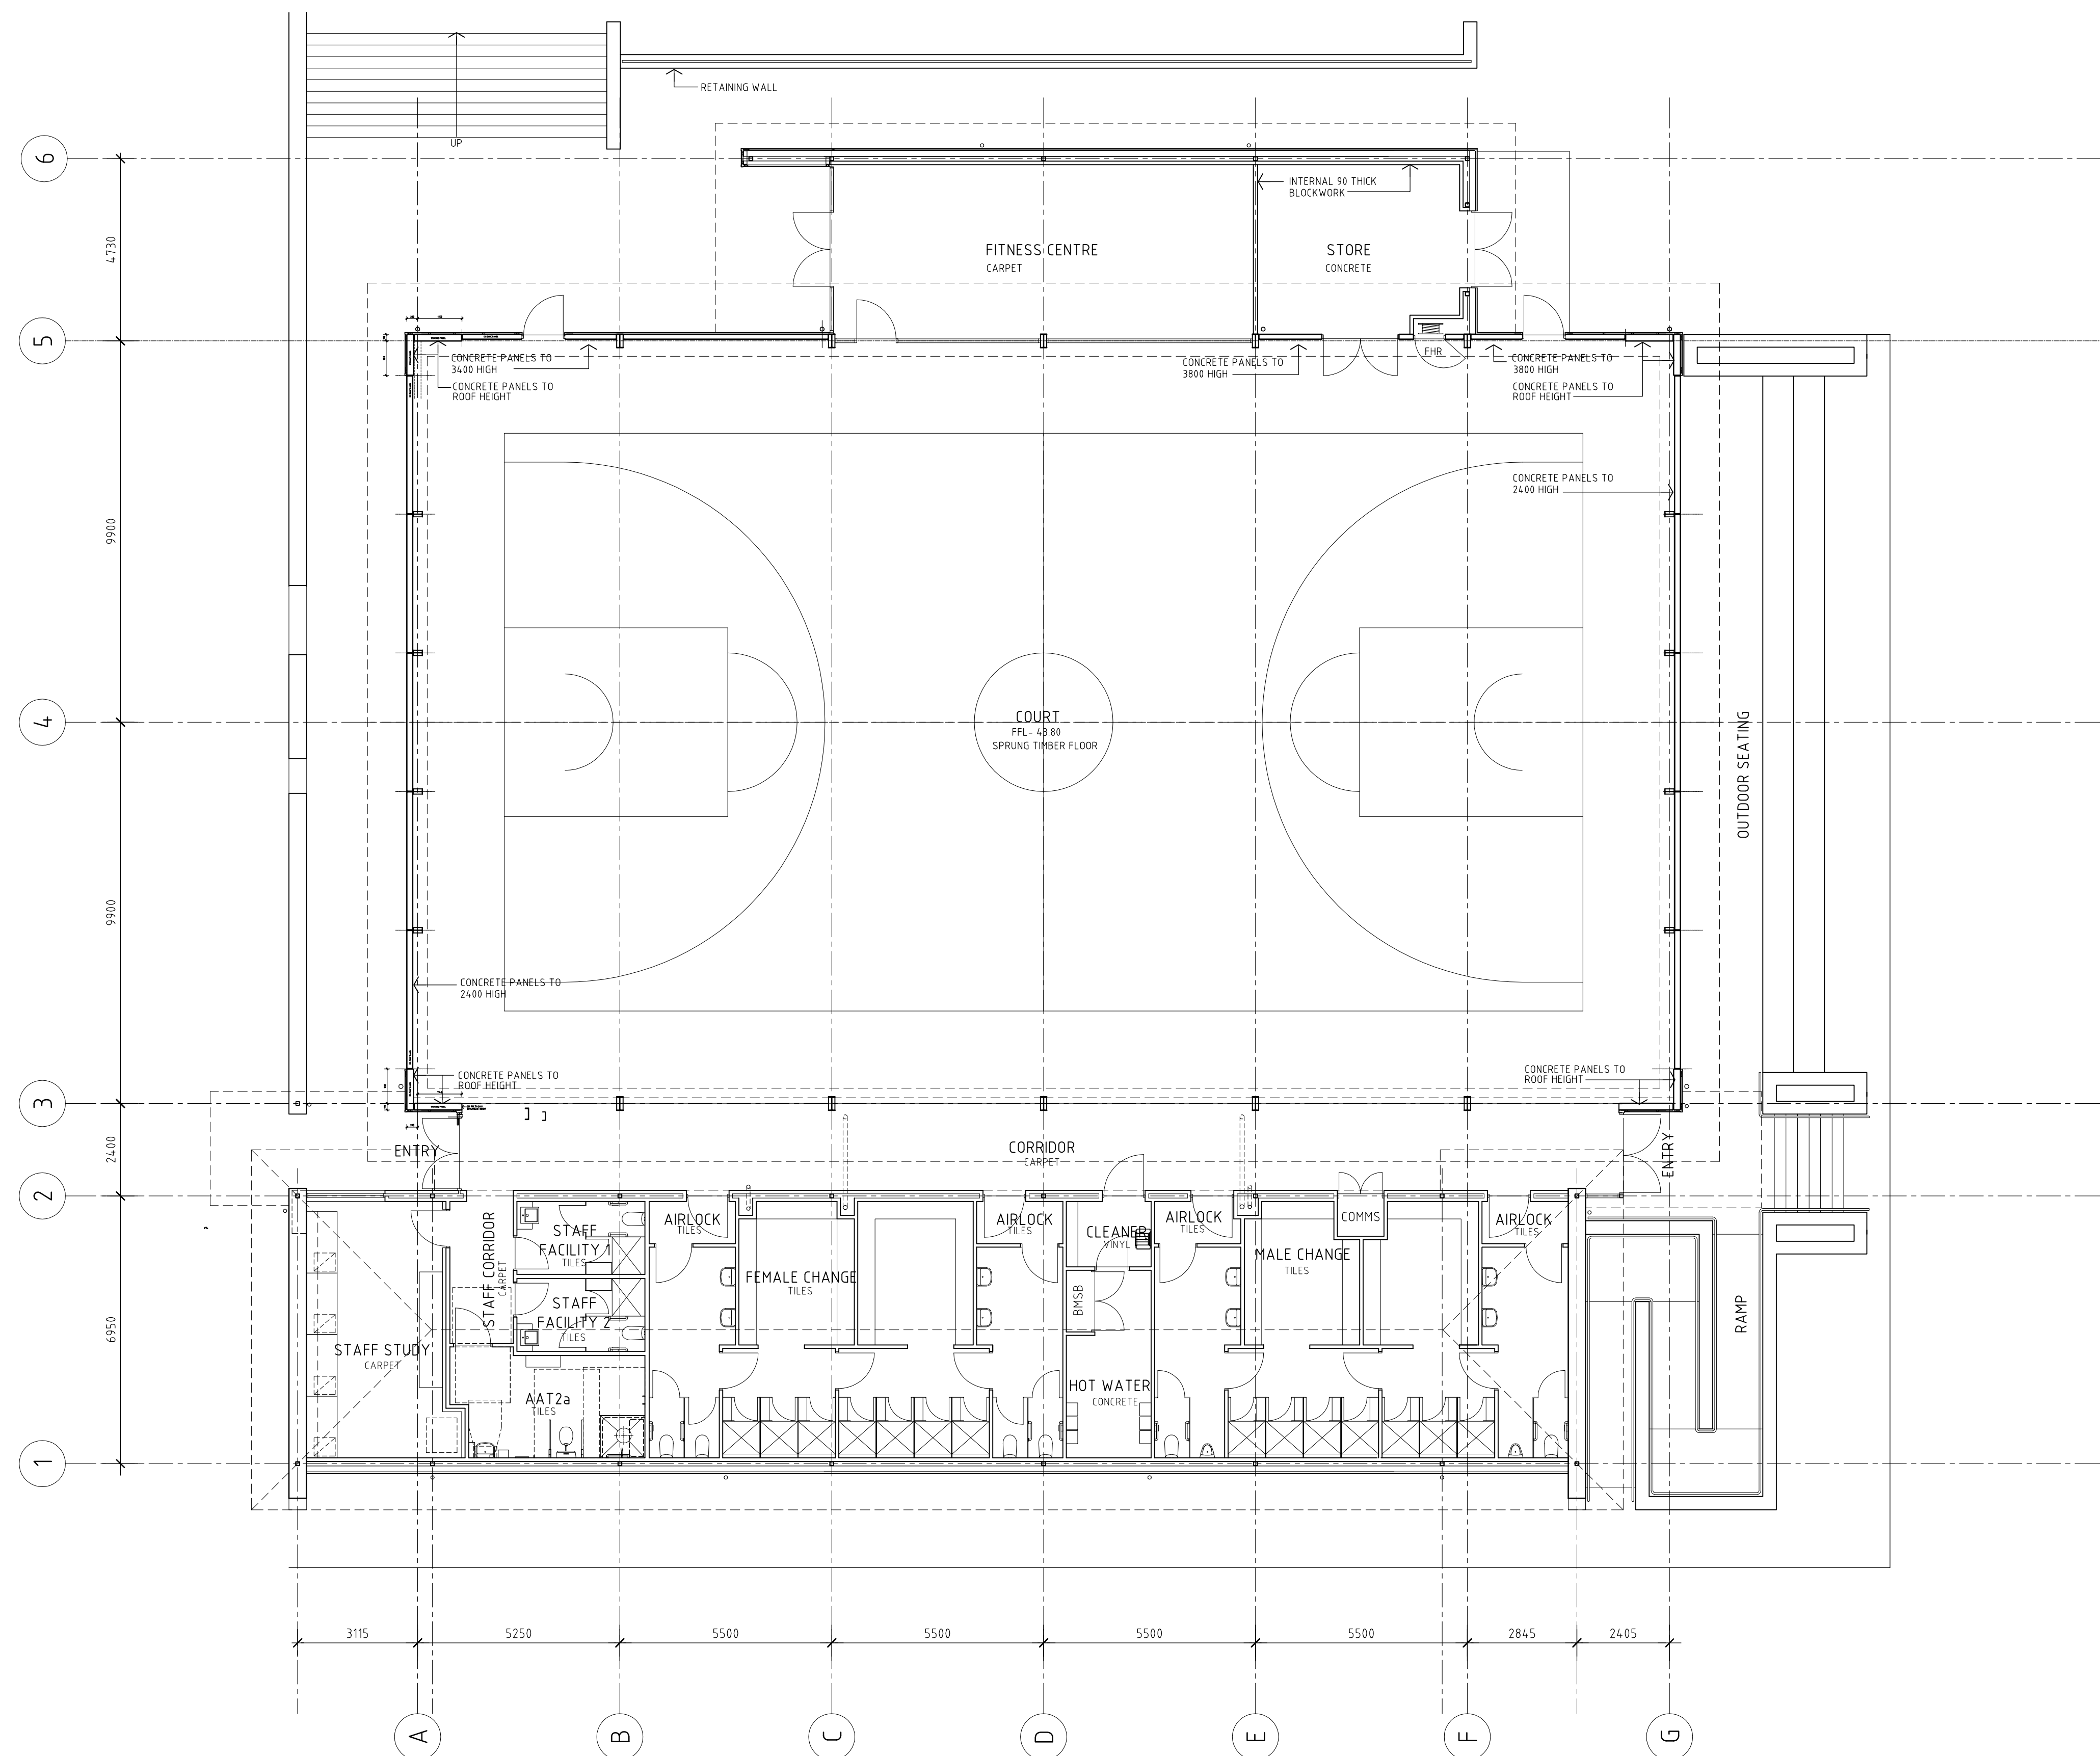 RETAINING WALL
UP
6
INTERNAL 90 THICK
BLOCKWORK
4730
FITNESS CENTRE
CARPET
STORE
CONCRETE
5
FHR
CONCRETE PANELS TO
3400 HIGH
CONCRETE PANELS TO
ROOF HEIGHT
CONCRETE PANELS TO
3800 HIGH
CONCRETE PANELS TO
3800 HIGH
CONCRETE PANELS TO
ROOF HEIGHT
CONCRETE PANELS TO
2400 HIGH
9900
4
COURT
FFL- 43.80
SPRUNG TIMBER FLOOR
OUTDOOR SEATING
9900
CONCRETE PANELS TO
2400 HIGH
CONCRETE PANELS TO
ROOF HEIGHT
CONCRETE PANELS TO
ROOF HEIGHT
3
2400
ENTRY
CORRIDOR
CARPET
ENTRY
2
STAFF CORRIDOR
CARPET
STAFF
FACILITY 1
TILES
AIRLOCK
TILES
AIRLOCK
TILES
CLEANER
VINYL
AIRLOCK
TILES
COMMS
AIRLOCK
TILES
FEMALE CHANGE
TILES
MALE CHANGE
TILES
BMSB
STAFF
FACILITY 2
TILES
RAMP
6950
STAFF STUDY
CARPET
AAT2a
TILES
HOT WATER
CONCRETE
1
3115
5250
5500
5500
5500
5500
2845
2405
A
B
C
D
E
F
G